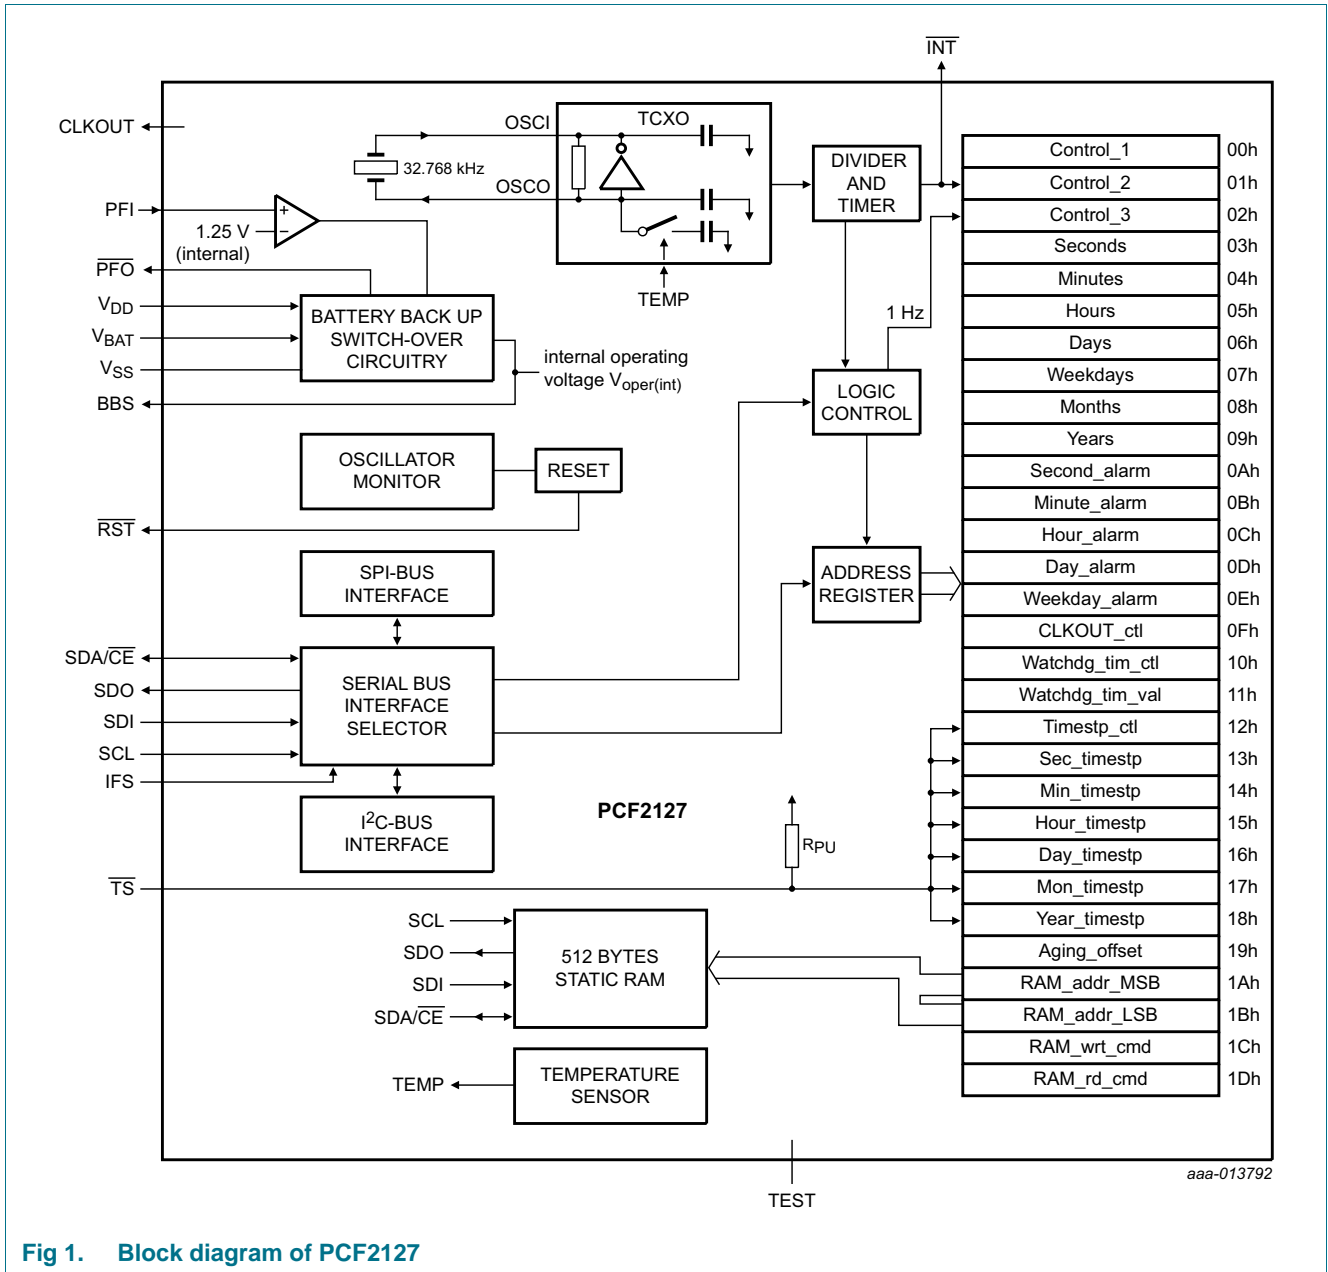 INT
CLKOUT
OSCI
TCXO
32.768 kHz
OSCO
DIVIDER
AND
TIMER
PFI
+
1.25 V
−
(internal)
PFO
TEMP
VDD
VBAT
VSS
BATTERY BACK UP
SWITCH-OVER
CIRCUITRY
internal operating
voltage Voper(int)
BBS
1 Hz
LOGIC
CONTROL
OSCILLATOR
MONITOR
RESET
RST
SPI-BUS
INTERFACE
ADDRESS
REGISTER
SDA/CE
SDO
SDI
SCL
IFS
SERIAL BUS
INTERFACE
SELECTOR
I2C-BUS
INTERFACE
PCF2127
RPU
TS
SCL
SDO
SDI
SDA/CE
512 BYTES
STATIC RAM
TEMP
TEMPERATURE
SENSOR
Control_1 00h
Control_2 01h
Control_3 02h
Seconds 03h
Minutes 04h
Hours 05h
Days 06h
Weekdays 07h
Months 08h
Years 09h
Second_alarm 0Ah
Minute_alarm 0Bh
Hour_alarm 0Ch
Day_alarm 0Dh
Weekday_alarm 0Eh
CLKOUT_ctl 0Fh
Watchdg_tim_ctl 10h
Watchdg_tim_val 11h
Timestp_ctl 12h
Sec_timestp 13h
Min_timestp 14h
Hour_timestp 15h
Day_timestp 16h
Mon_timestp 17h
Year_timestp 18h
Aging_offset 19h
RAM_addr_MSB 1Ah
RAM_addr_LSB 1Bh
RAM_wrt_cmd 1Ch
RAM_rd_cmd 1Dh
TEST
aaa-013792
Fig 1. Block diagram of PCF2127